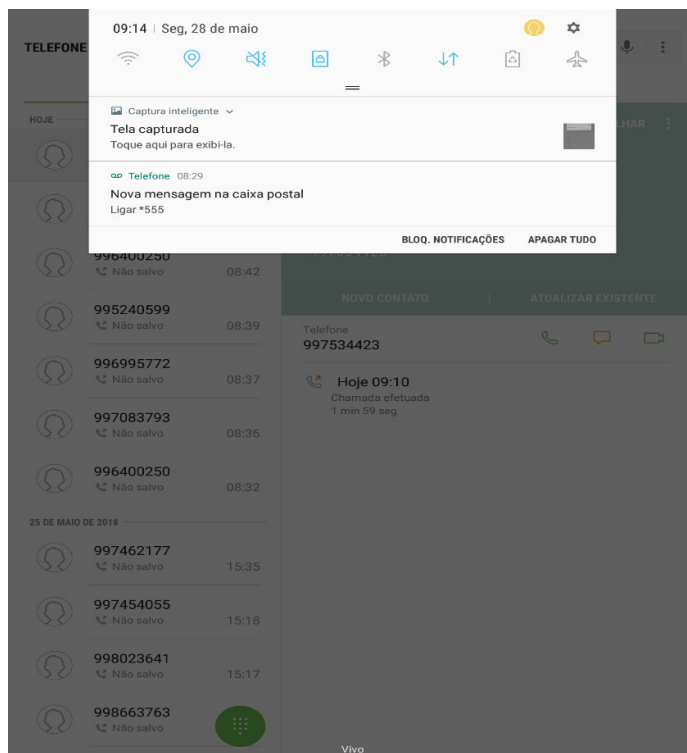 09:14 | Seg, 28 de maio
TELEFONE
Captura inteligente
Tela capturada
Toque aqui para exibi-la.
Telefone 08:29
Nova mensagem na caixa postal
Ligar *555
BLOQ. NOTIFICAÇÕES APAGAR TUDO
HOJE
LHAR
996400250
Não salvo 08:42
995240599
Não salvo 08:39
996995772
Não salvo 08:37
997083793
Não salvo 08:36
996400250
Não salvo 08:32
25 DE MAIO DE 2018
997462177
Não salvo 15:35
997454055
Não salvo 15:18
998023641
Não salvo 15:17
998663763
Não salvo
997534423
NOVO CONTATO | ATUALIZAR EXISTENTE
Telefone
997534423
Hoje 09:10
Chamada efetuada
1 min 59 seg
Vivo